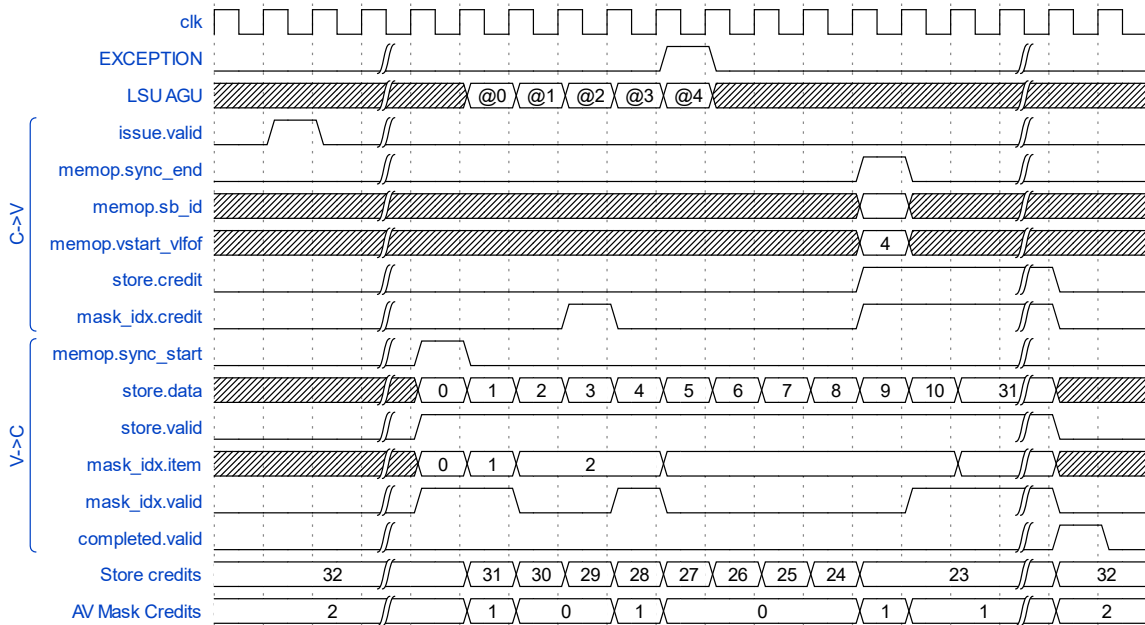 clk
EXCEPTION
LSU AGU @0 @1 @2 @3 @4
C->V
issue.valid
memop.sync_end
memop.sb_id
memop.vstart_vlfof 4
store.credit
mask_idx.credit
V->C
memop.sync_start
store.data 0 1 2 3 4 5 6 7 8 9 10 31
store.valid
mask_idx.item 0 1 2
mask_idx.valid
completed.valid
Store credits 32 31 30 29 28 27 26 25 24 23 32
AV Mask Credits 2 1 0 1 0 1 1 2